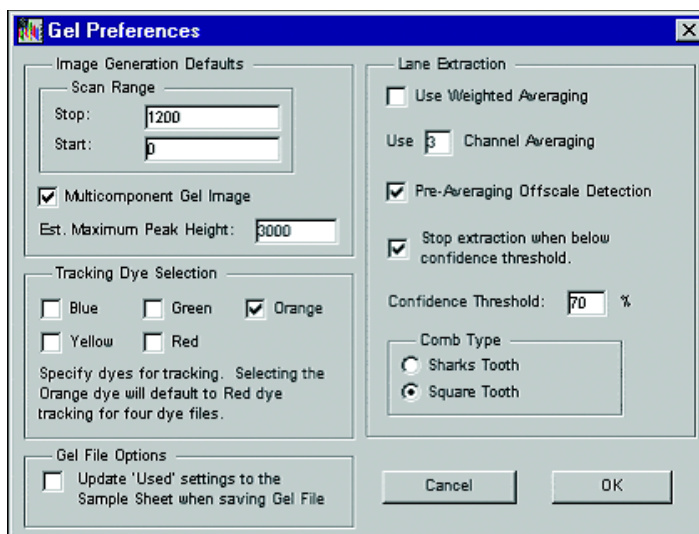 Gel Preferences
Image Generation Defaults
Scan Range
Stop: 1200
Start: 0
Multicomponent Gel Image
Est. Maximum Peak Height: 3000
Tracking Dye Selection
Blue Green Orange
Yellow Red
Specify dyes for tracking. Selecting the
Orange dye will default to Red dye
tracking for four dye files.
Gel File Options
Update 'Used' settings to the
Sample Sheet when saving Gel File
Lane Extraction
Use Weighted Averaging
Use 3 Channel Averaging
Pre-Averaging Offscale Detection
Stop extraction when below
confidence threshold.
Confidence Threshold: 70 %
Comb Type
Sharks Tooth
Square Tooth
Cancel OK